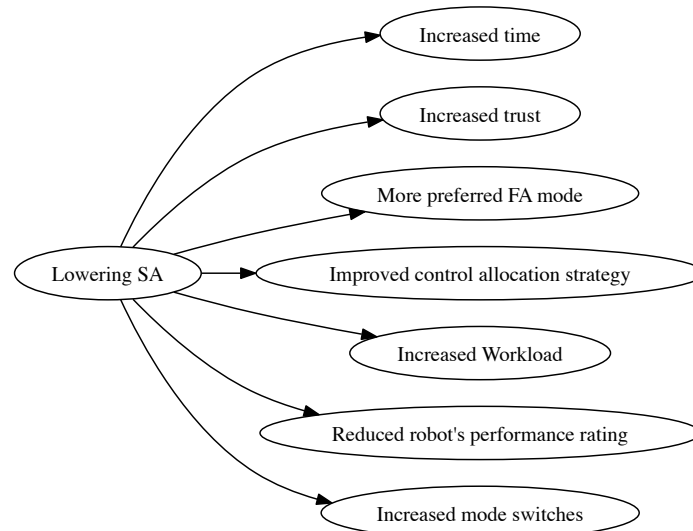 Increased time
Increased trust
More preferred FA mode
Lowering SA
Improved control allocation strategy
Increased Workload
Reduced robot's performance rating
Increased mode switches